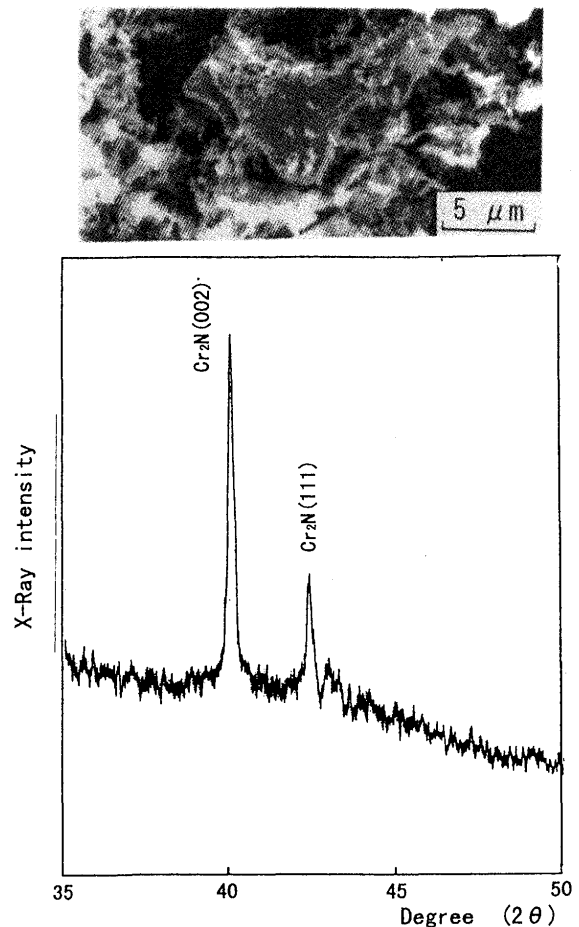 5 μm
Cr₂N(002)
Cr₂N(111)
X-Ray intensity
35
40
45
50
Degree (2θ)